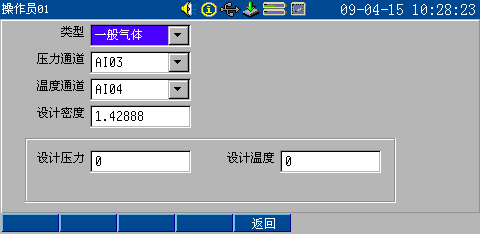 操作员01 09-04-15 10:28:23
类型 一般气体
压力通道 AI03
温度通道 AI04
设计密度 1.42888
设计压力 0 设计温度 0
返回